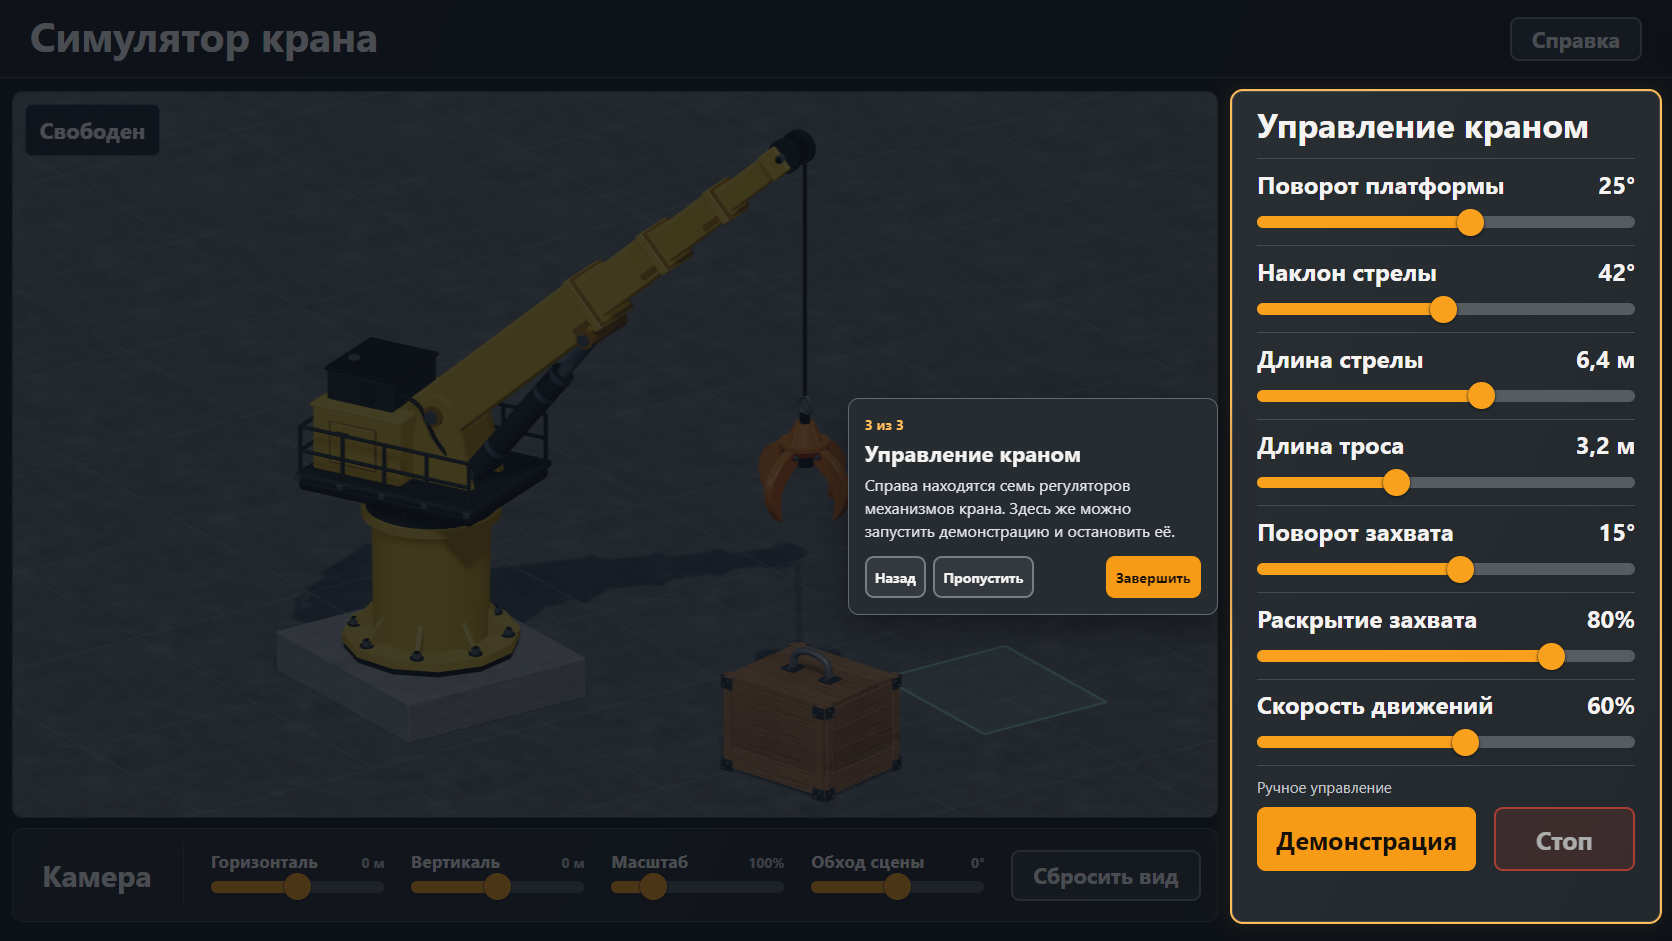 Симулятор крана
Справка
Свободен
3 из 3
Управление краном
Справа находятся семь регуляторов
механизмов крана. Здесь же можно
запустить демонстрацию и остановить её.
Назад
Пропустить
Завершить
Камера
Горизонталь 0 м
Вертикаль 0 м
Масштаб 100%
Обход сцены 0°
Сбросить вид
Управление краном
Поворот платформы 25°
Наклон стрелы 42°
Длина стрелы 6,4 м
Длина троса 3,2 м
Поворот захвата 15°
Раскрытие захвата 80%
Скорость движений 60%
Ручное управление
Демонстрация
Стоп